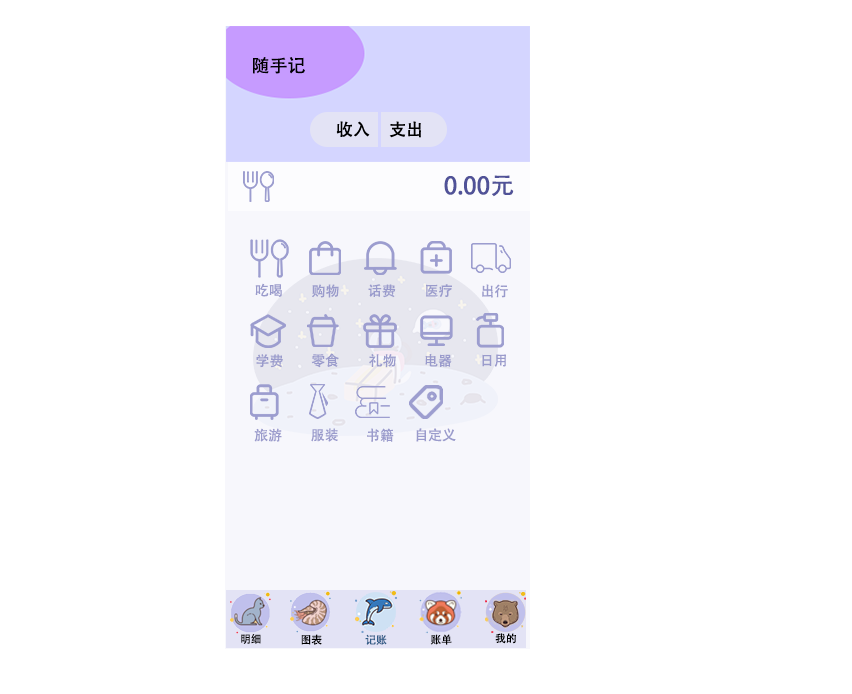 随手记
收入 支出
0.00元
吃喝 购物 话费 医疗 出行
学费 零食 礼物 电器 日用
旅游 服装 书籍 自定义
明细 图表 记账 账单 我的